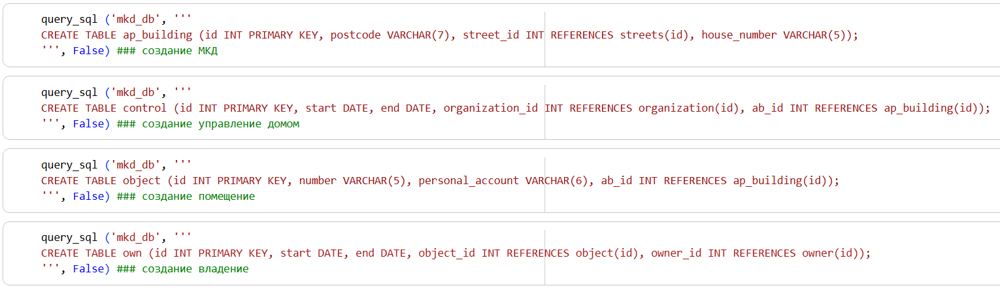 query_sql ('mkd_db', '''
CREATE TABLE ap_building (id INT PRIMARY KEY, postcode VARCHAR(7), street_id INT REFERENCES streets(id), house_number VARCHAR(5));
''', False) ### создание МКД
query_sql ('mkd_db', '''
CREATE TABLE control (id INT PRIMARY KEY, start DATE, end DATE, organization_id INT REFERENCES organization(id), ab_id INT REFERENCES ap_building(id));
''', False) ### создание управление домом
query_sql ('mkd_db', '''
CREATE TABLE object (id INT PRIMARY KEY, number VARCHAR(5), personal_account VARCHAR(6), ab_id INT REFERENCES ap_building(id));
''', False) ### создание помещение
query_sql ('mkd_db', '''
CREATE TABLE own (id INT PRIMARY KEY, start DATE, end DATE, object_id INT REFERENCES object(id), owner_id INT REFERENCES owner(id));
''', False) ### создание владение